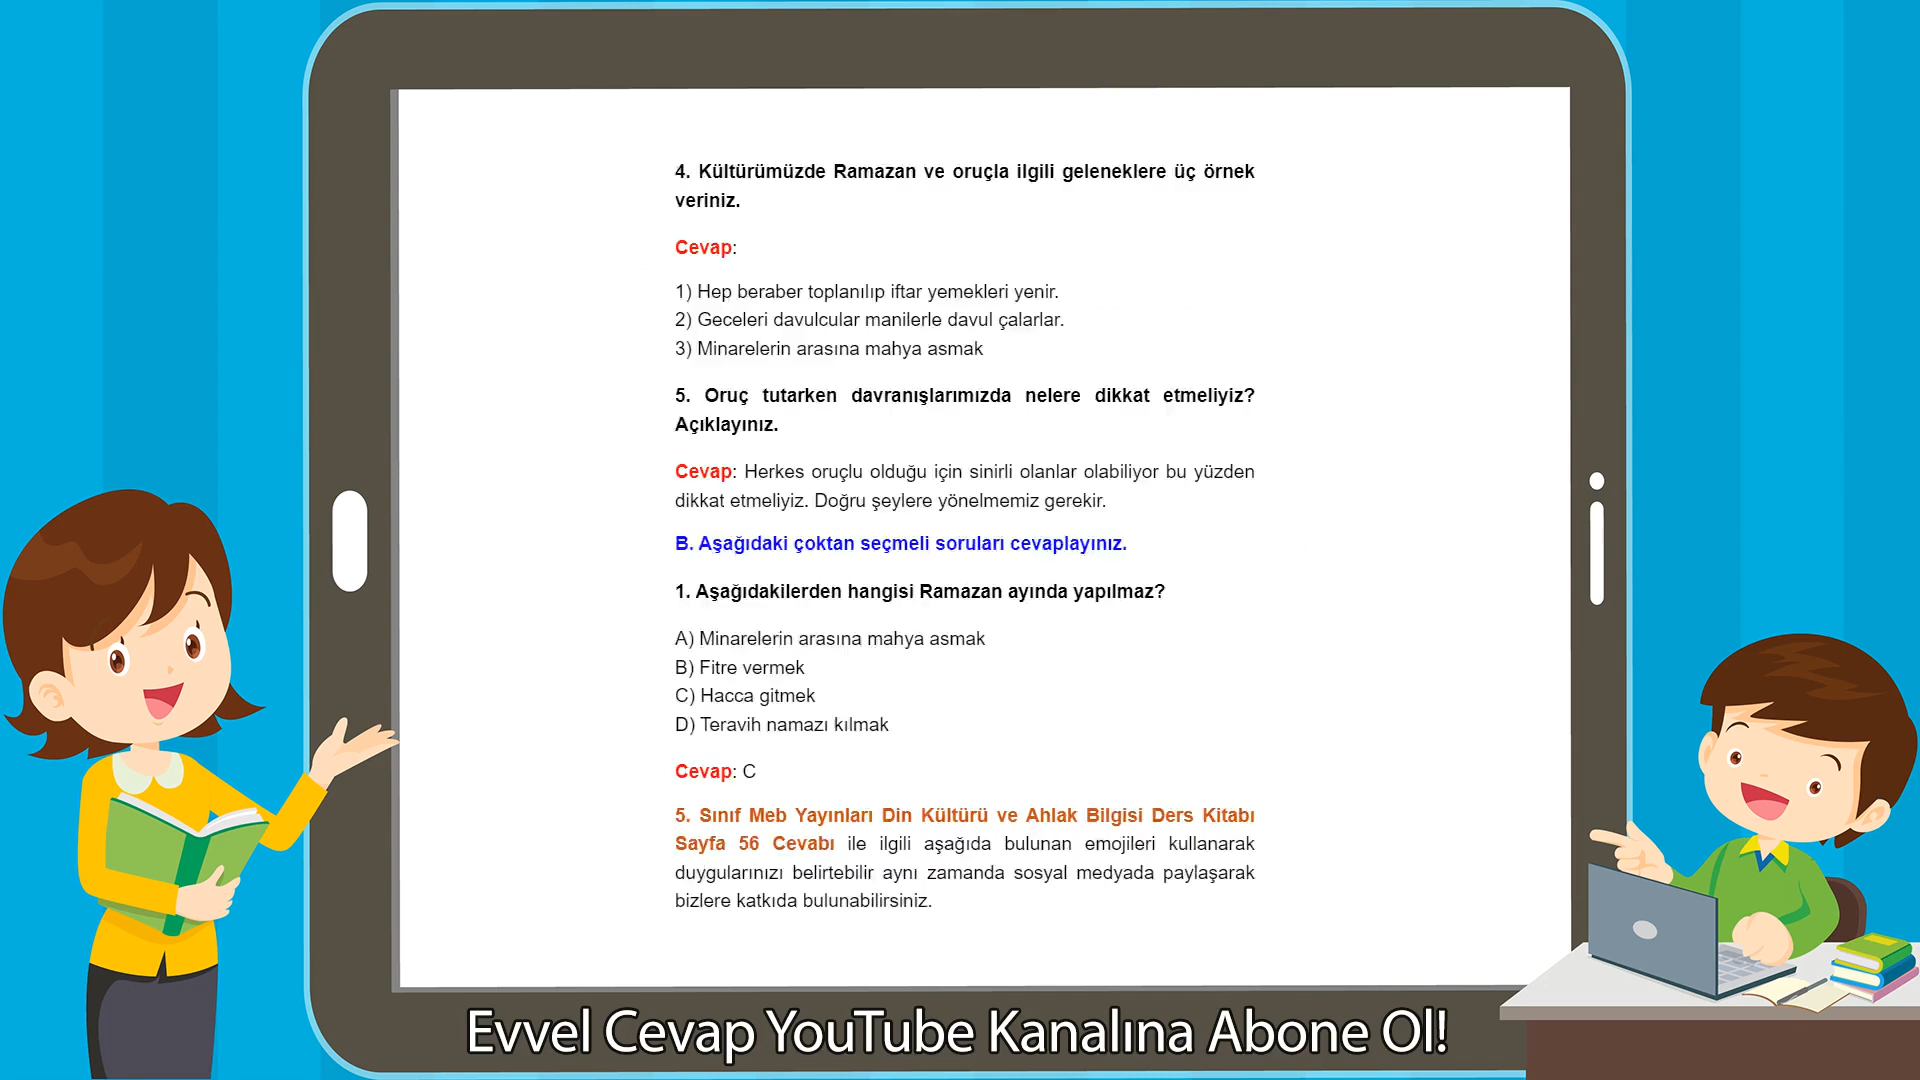 4. Kültürümüzde Ramazan ve oruçla ilgili geleneklere üç örnek
veriniz.
Cevap:
1) Hep beraber toplanılıp iftar yemekleri yenir.
2) Geceleri davulcular manilerle davul çalarlar.
3) Minarelerin arasına mahya asmak
5. Oruç tutarken davranışlarımızda nelere dikkat etmeliyiz?
Açıklayınız.
Cevap: Herkes oruçlu olduğu için sinirli olanlar olabiliyor bu yüzden
dikkat etmeliyiz. Doğru şeylere yönelmemiz gerekir.
B. Aşağıdaki çoktan seçmeli soruları cevaplayınız.
1. Aşağıdakilerden hangisi Ramazan ayında yapılmaz?
A) Minarelerin arasına mahya asmak
B) Fitre vermek
C) Hacca gitmek
D) Teravih namazı kılmak
Cevap: C
5. Sınıf Meb Yayınları Din Kültürü ve Ahlak Bilgisi Ders Kitabı
Sayfa 56 Cevabı ile ilgili aşağıda bulunan emojileri kullanarak
duygularınızı belirtebilir aynı zamanda sosyal medyada paylaşarak
bizlere katkıda bulunabilirsiniz.
Evvel Cevap YouTube Kanalına Abone Ol!